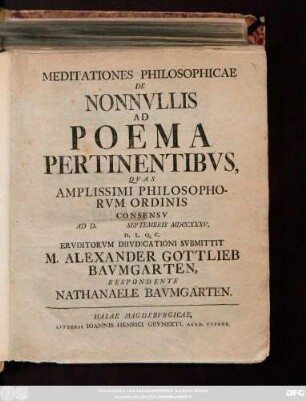 MEDITATIONES PHILOSOPHICAE
DE
NONNVLLIS
AD
POEMA
PERTINENTIBVS,
QVAS
AMPLISSIMI PHILOSOPHO-
RVM ORDINIS
CONSENSV
AD D. SEPTEMBRIS MDCCXXXV.
H. L. Q. C.
ERVDITORVM DIIVDICATIONI SVBMITTIT
M. ALEXANDER GOTTLIEB
BAVMGARTEN,
RESPONDENTE
NATHANAELE BAVMGARTEN.
HALAE MAGDEBVRGICAE,
LITTERIS IOANNIS HENRICI GRVNERTI, ACAD. TYPOGR.